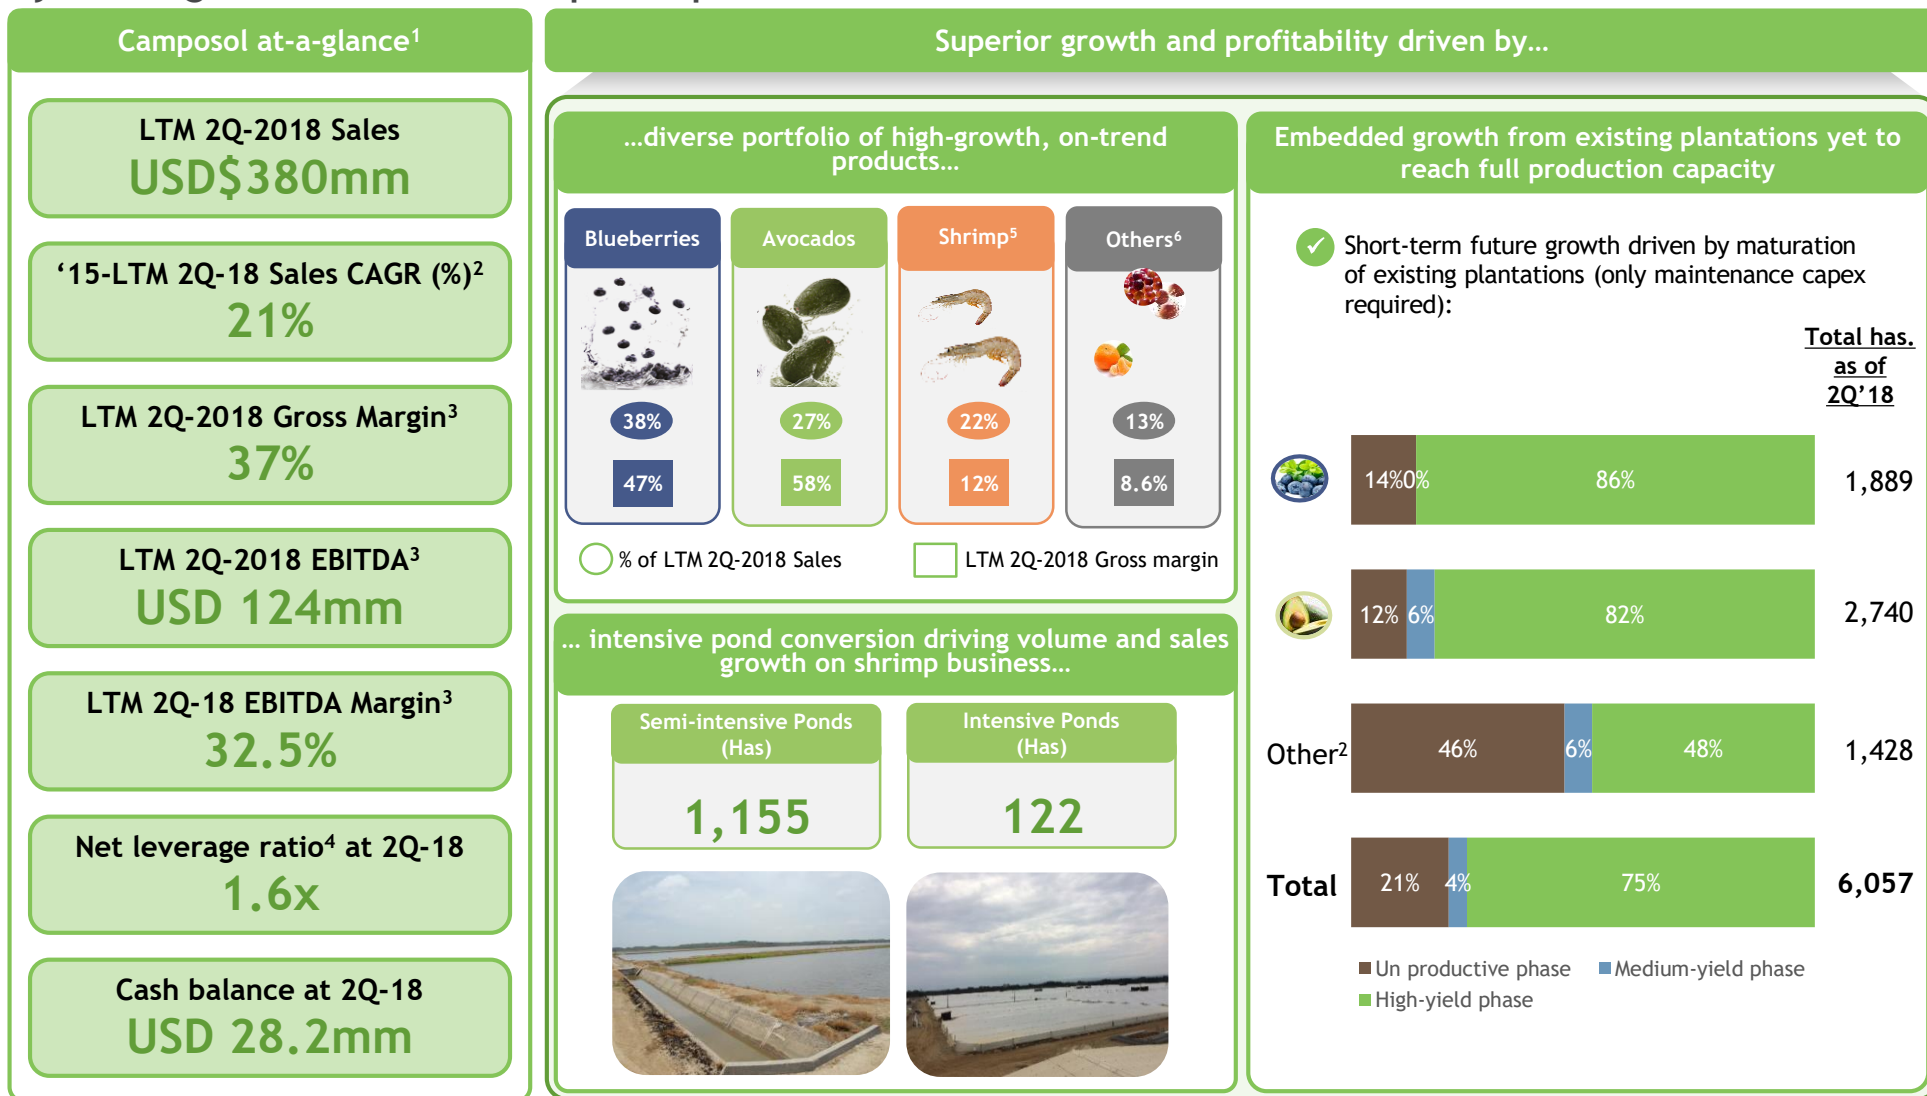 Camposol at-a-glance¹
LTM 2Q-2018 Sales
USD$380mm
‘15-LTM 2Q-18 Sales CAGR (%)²
21%
LTM 2Q-2018 Gross Margin³
37%
LTM 2Q-2018 EBITDA³
USD 124mm
LTM 2Q-18 EBITDA Margin³
32.5%
Net leverage ratio⁴ at 2Q-18
1.6x
Cash balance at 2Q-18
USD 28.2mm
Superior growth and profitability driven by…
…diverse portfolio of high-growth, on-trend
products…
Blueberries
Avocados
Shrimp⁵
Others⁶
38%
27%
22%
13%
47%
58%
12%
8.6%
% of LTM 2Q-2018 Sales
LTM 2Q-2018 Gross margin
… intensive pond conversion driving volume and sales
growth on shrimp business…
Semi-intensive Ponds
(Has)
1,155
Intensive Ponds
(Has)
122
Embedded growth from existing plantations yet to
reach full production capacity
Short-term future growth driven by maturation
of existing plantations (only maintenance capex
required):
Total has.
as of
2Q’18
14% 0% 86% 1,889
12% 6% 82% 2,740
Other² 46% 6% 48% 1,428
Total 21% 4% 75% 6,057
Un productive phase
Medium-yield phase
High-yield phase